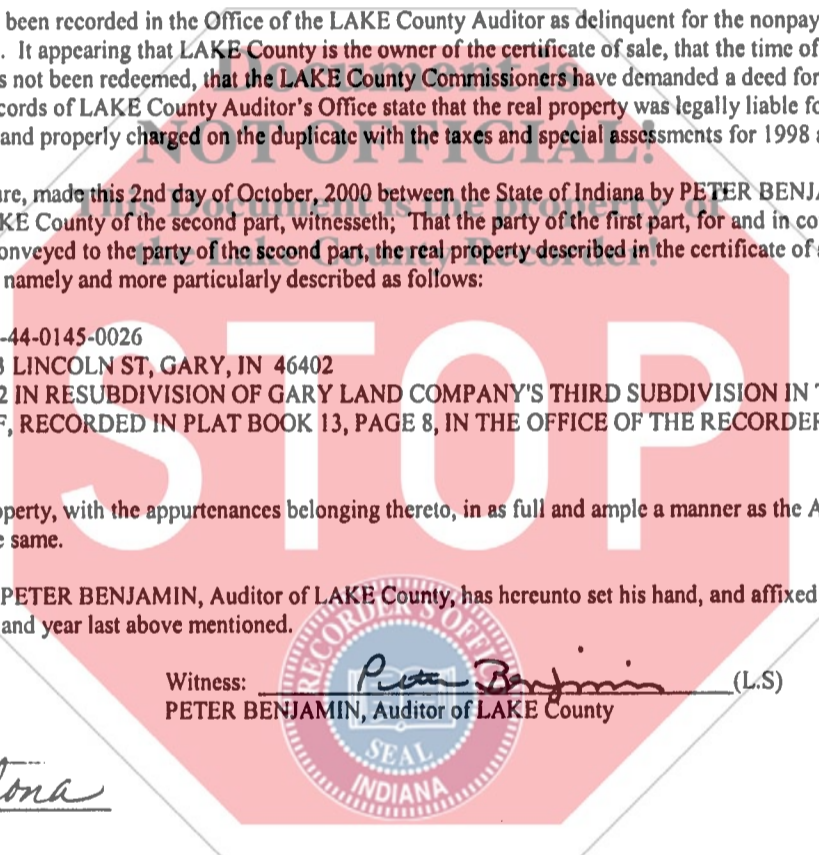 been recorded in the Office of the LAKE County Auditor as delinquent for the nonpay
. It appearing that LAKE County is the owner of the certificate of sale, that the time of
s not been redeemed, that the LAKE County Commissioners have demanded a deed for
cords of LAKE County Auditor's Office state that the real property was legally liable fo
and properly charged on the duplicate with the taxes and special assessments for 1998 a
Document is
NOT OFFICIAL!
This Document is the property of
the Lake County Recorder!
re, made this 2nd day of October, 2000 between the State of Indiana by PETER BENJA
KE County of the second part, witnesseth; That the party of the first part, for and in co
onveyed to the party of the second part, the real property described in the certificate of
namely and more particularly described as follows:
-44-0145-0026
LINCOLN ST, GARY, IN 46402
2 IN RESUBDIVISION OF GARY LAND COMPANY'S THIRD SUBDIVISION IN T
F, RECORDED IN PLAT BOOK 13, PAGE 8, IN THE OFFICE OF THE RECORDER
STOP
operty, with the appurtenances belonging thereto, in as full and ample a manner as the A
e same.
PETER BENJAMIN, Auditor of LAKE County, has hereunto set his hand, and affixed
and year last above mentioned.
Witness: Peter Benjamin (L.S)
PETER BENJAMIN, Auditor of LAKE County
RECORDER'S OFFICE
SEAL
INDIANA
ona